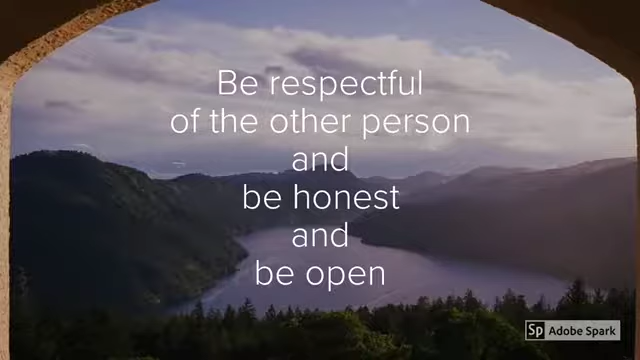 Be respectful
of the other person
and
be honest
and
be open
Sp Adobe Spark